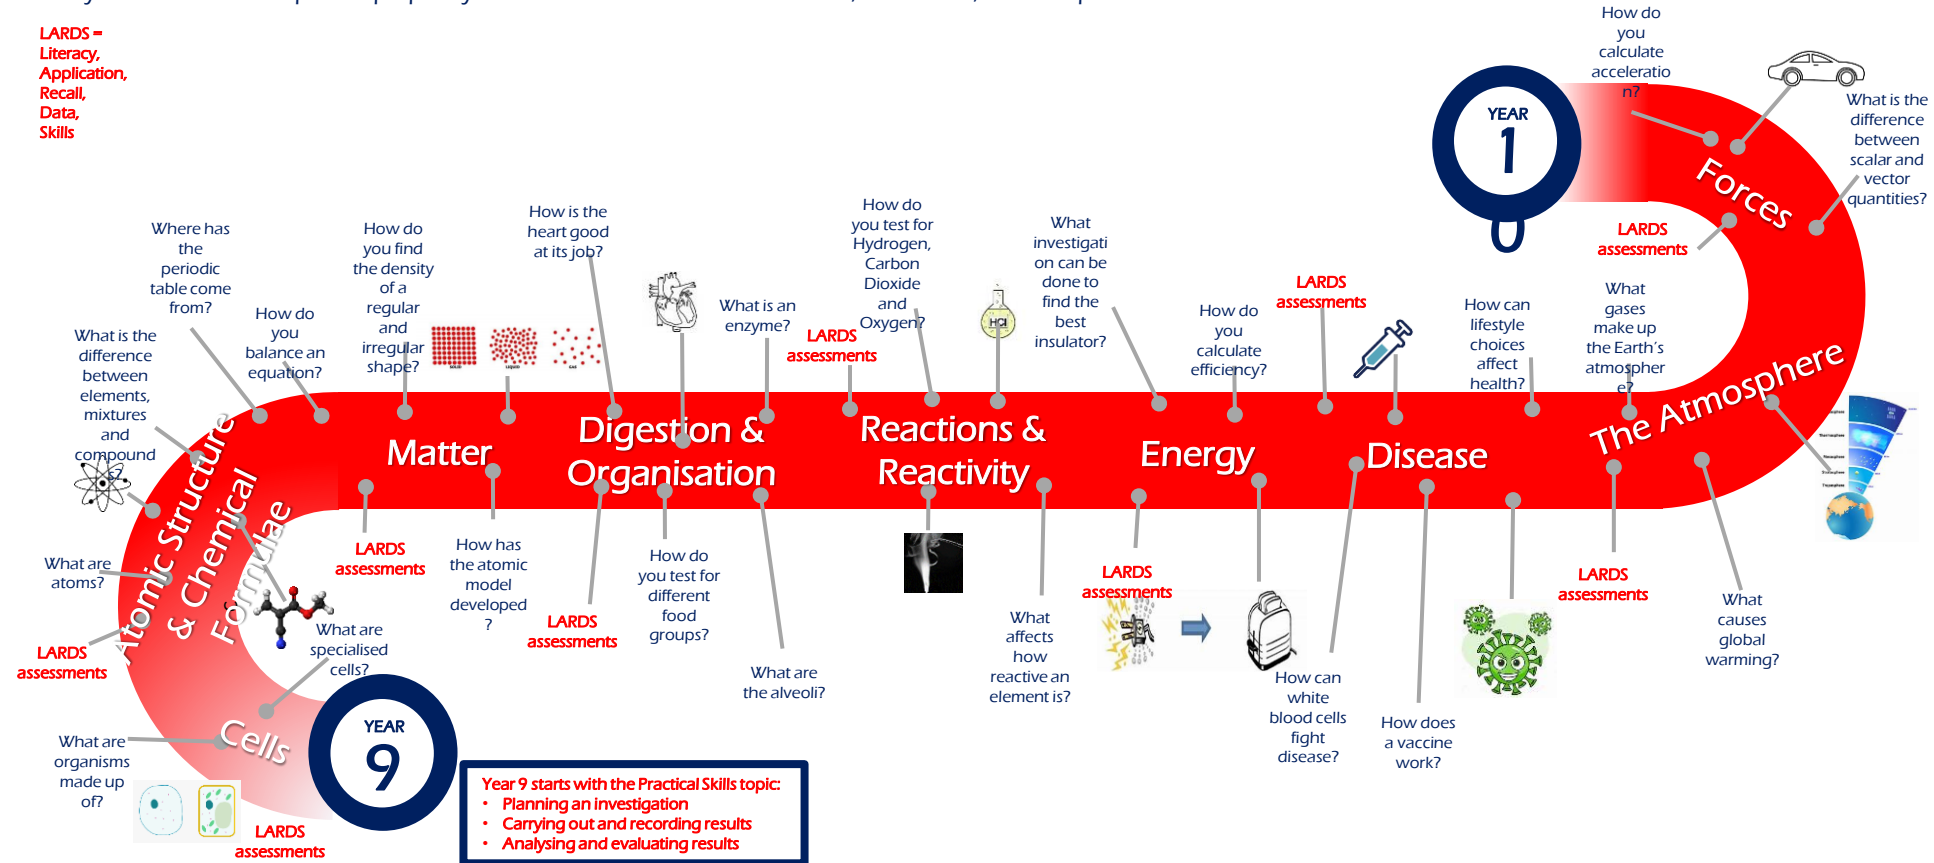 LARDS =
Literacy,
Application,
Recall,
Data,
Skills
How do
you
calculate
acceleratio
n?
What is the
difference
between
scalar and
vector
quantities?
YEAR
1
0
Forces
LARDS
assessments
Where has
the
periodic
table come
from?
How do
you find
the density
of a
regular
and
irregular
shape?
How is the
heart good
at its job?
How do
you test for
Hydrogen,
Carbon
Dioxide
and
Oxygen?
What
investigati
on can be
done to
find the
best
insulator?
What is the
difference
between
elements,
mixtures
and
compound
s?
How do
you
balance an
equation?
SOLID
LIQUID
GAS
What is an
enzyme?
LARDS
assessments
HCl
How do
you
calculate
efficiency?
LARDS
assessments
How can
lifestyle
choices
affect
health?
What
gases
make up
the Earth's
atmospher
e?
The Atmosphere
Matter
Digestion &
Organisation
Reactions &
Reactivity
Energy
Disease
Atomic Structure
& Chemical
Formulae
What are
atoms?
LARDS
assessments
LARDS
assessments
How has
the atomic
model
developed
?
LARDS
assessments
How do
you test for
different
food
groups?
What are
the alveoli?
What
affects
how
reactive an
element is?
LARDS
assessments
How can
white
blood cells
fight
disease?
How does
a vaccine
work?
LARDS
assessments
What
causes
global
warming?
What are
specialised
cells?
Cells
What are
organisms
made up
of?
LARDS
assessments
YEAR
9
Year 9 starts with the Practical Skills topic:
• Planning an investigation
• Carrying out and recording results
• Analysing and evaluating results